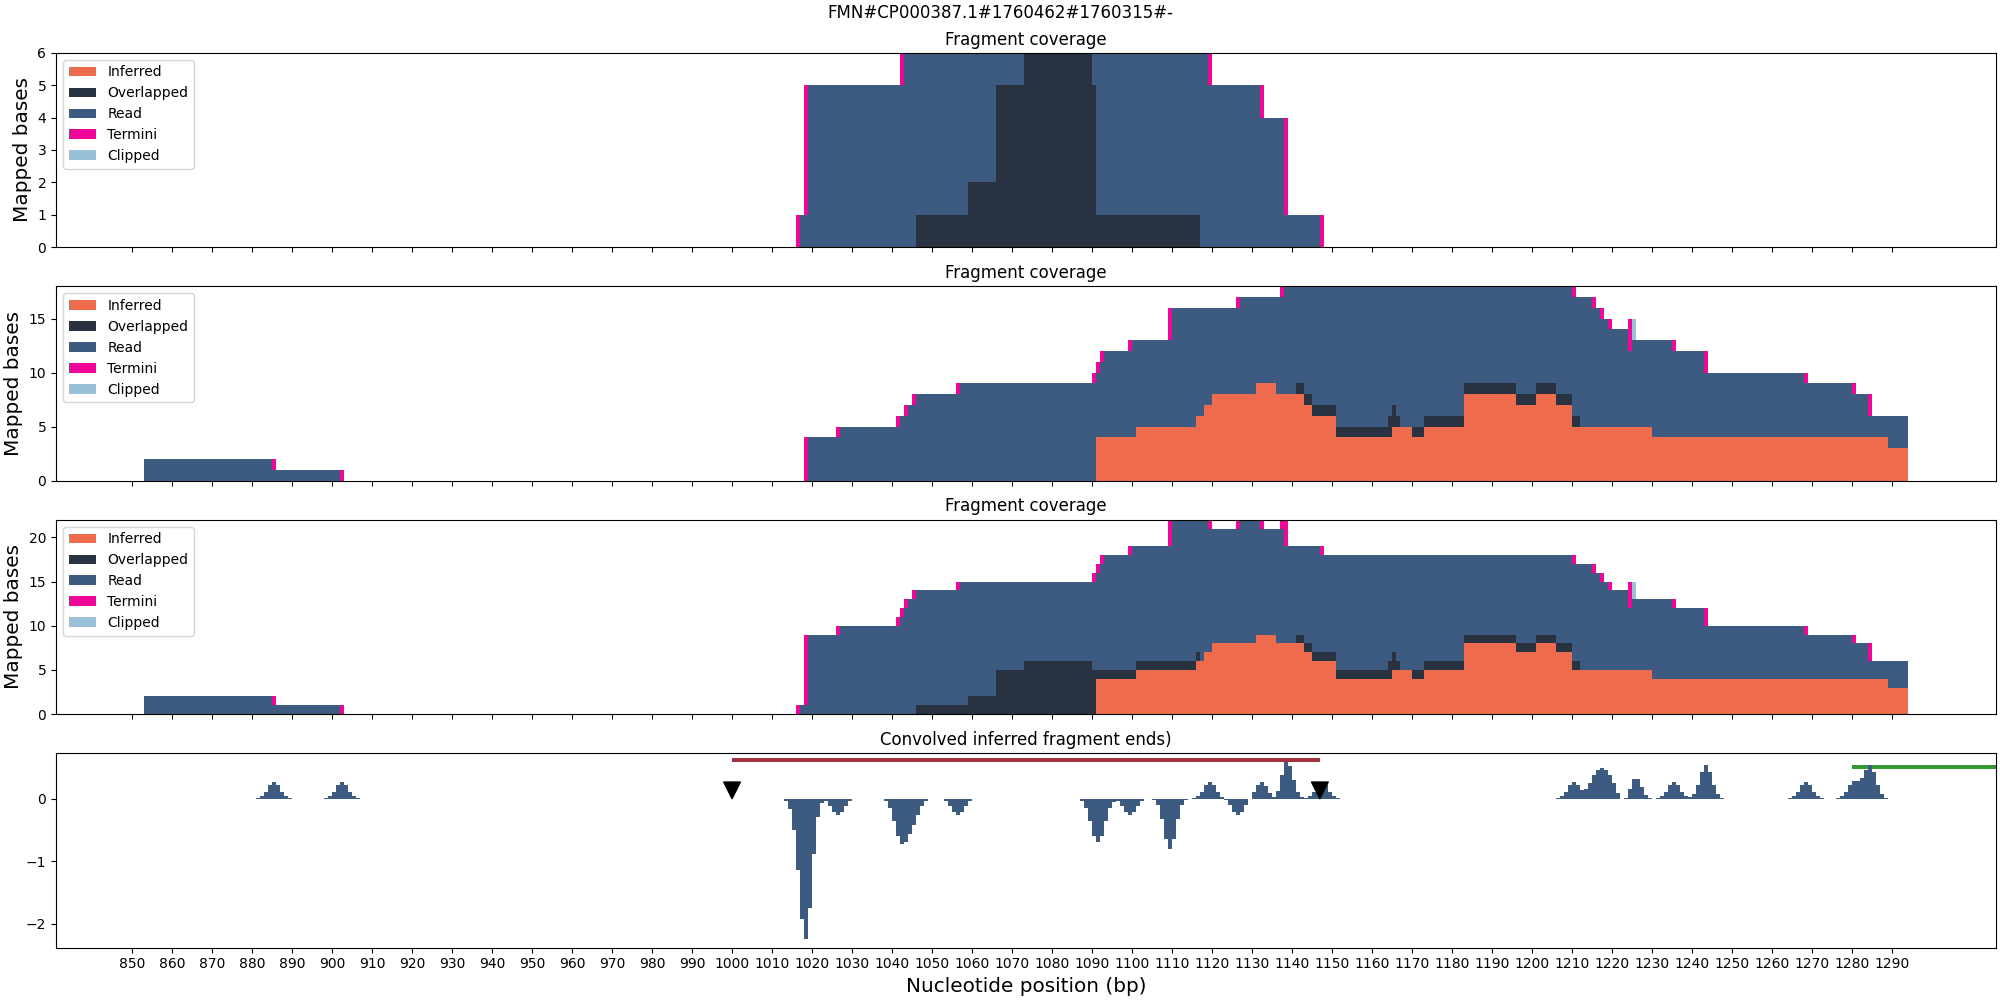 FMN#CP000387.1#1760462#1760315#-
Fragment coverage
Mapped bases
6
5
4
3
2
1
0
Inferred
Overlapped
Read
Termini
Clipped
Fragment coverage
Mapped bases
15
10
5
0
Inferred
Overlapped
Read
Termini
Clipped
Fragment coverage
Mapped bases
20
15
10
5
0
Inferred
Overlapped
Read
Termini
Clipped
Convolved inferred fragment ends)
0
−1
−2
850 860 870 880 890 900 910 920 930 940 950 960 970 980 990 1000 1010 1020 1030 1040 1050 1060 1070 1080 1090 1100 1110 1120 1130 1140 1150 1160 1170 1180 1190 1200 1210 1220 1230 1240 1250 1260 1270 1280 1290
Nucleotide position (bp)